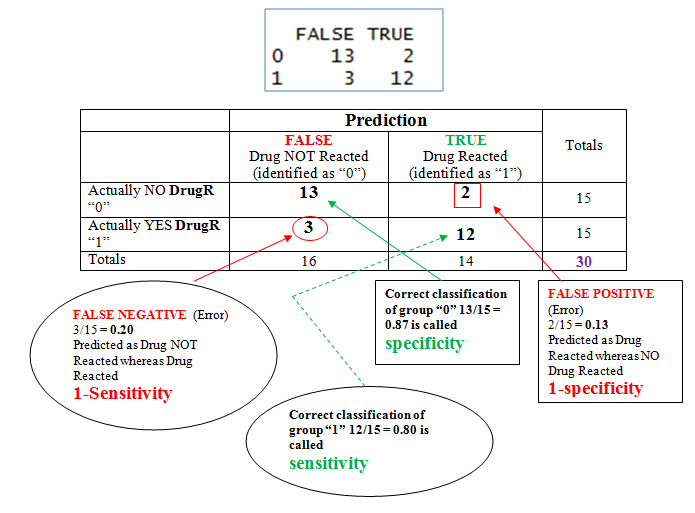 FALSE TRUE
0 13 2
1 3 12
Prediction
FALSE
Drug NOT Reacted
(identified as “0”)
TRUE
Drug Reacted
(identified as “1”)
Totals
Actually NO DrugR
“0”
13
2
15
Actually YES DrugR
“1”
3
12
15
Totals
16
14
30
FALSE NEGATIVE (Error)
3/15 = 0.20
Predicted as Drug NOT
Reacted whereas Drug
Reacted
1-Sensitivity
Correct classification
of group “0” 13/15 =
0.87 is called
specificity
FALSE POSITIVE
(Error)
2/15 = 0.13
Predicted as Drug
Reacted whereas NO
Drug Reacted
1-specificity
Correct classification of
group “1” 12/15 = 0.80 is
called
sensitivity